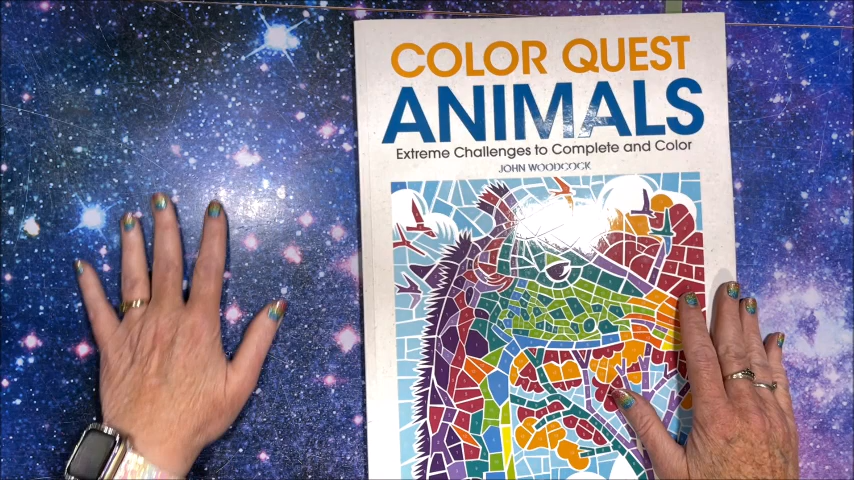 COLOR QUEST
ANIMALS
Extreme Challenges to Complete and Color
JOHN WOODCOCK